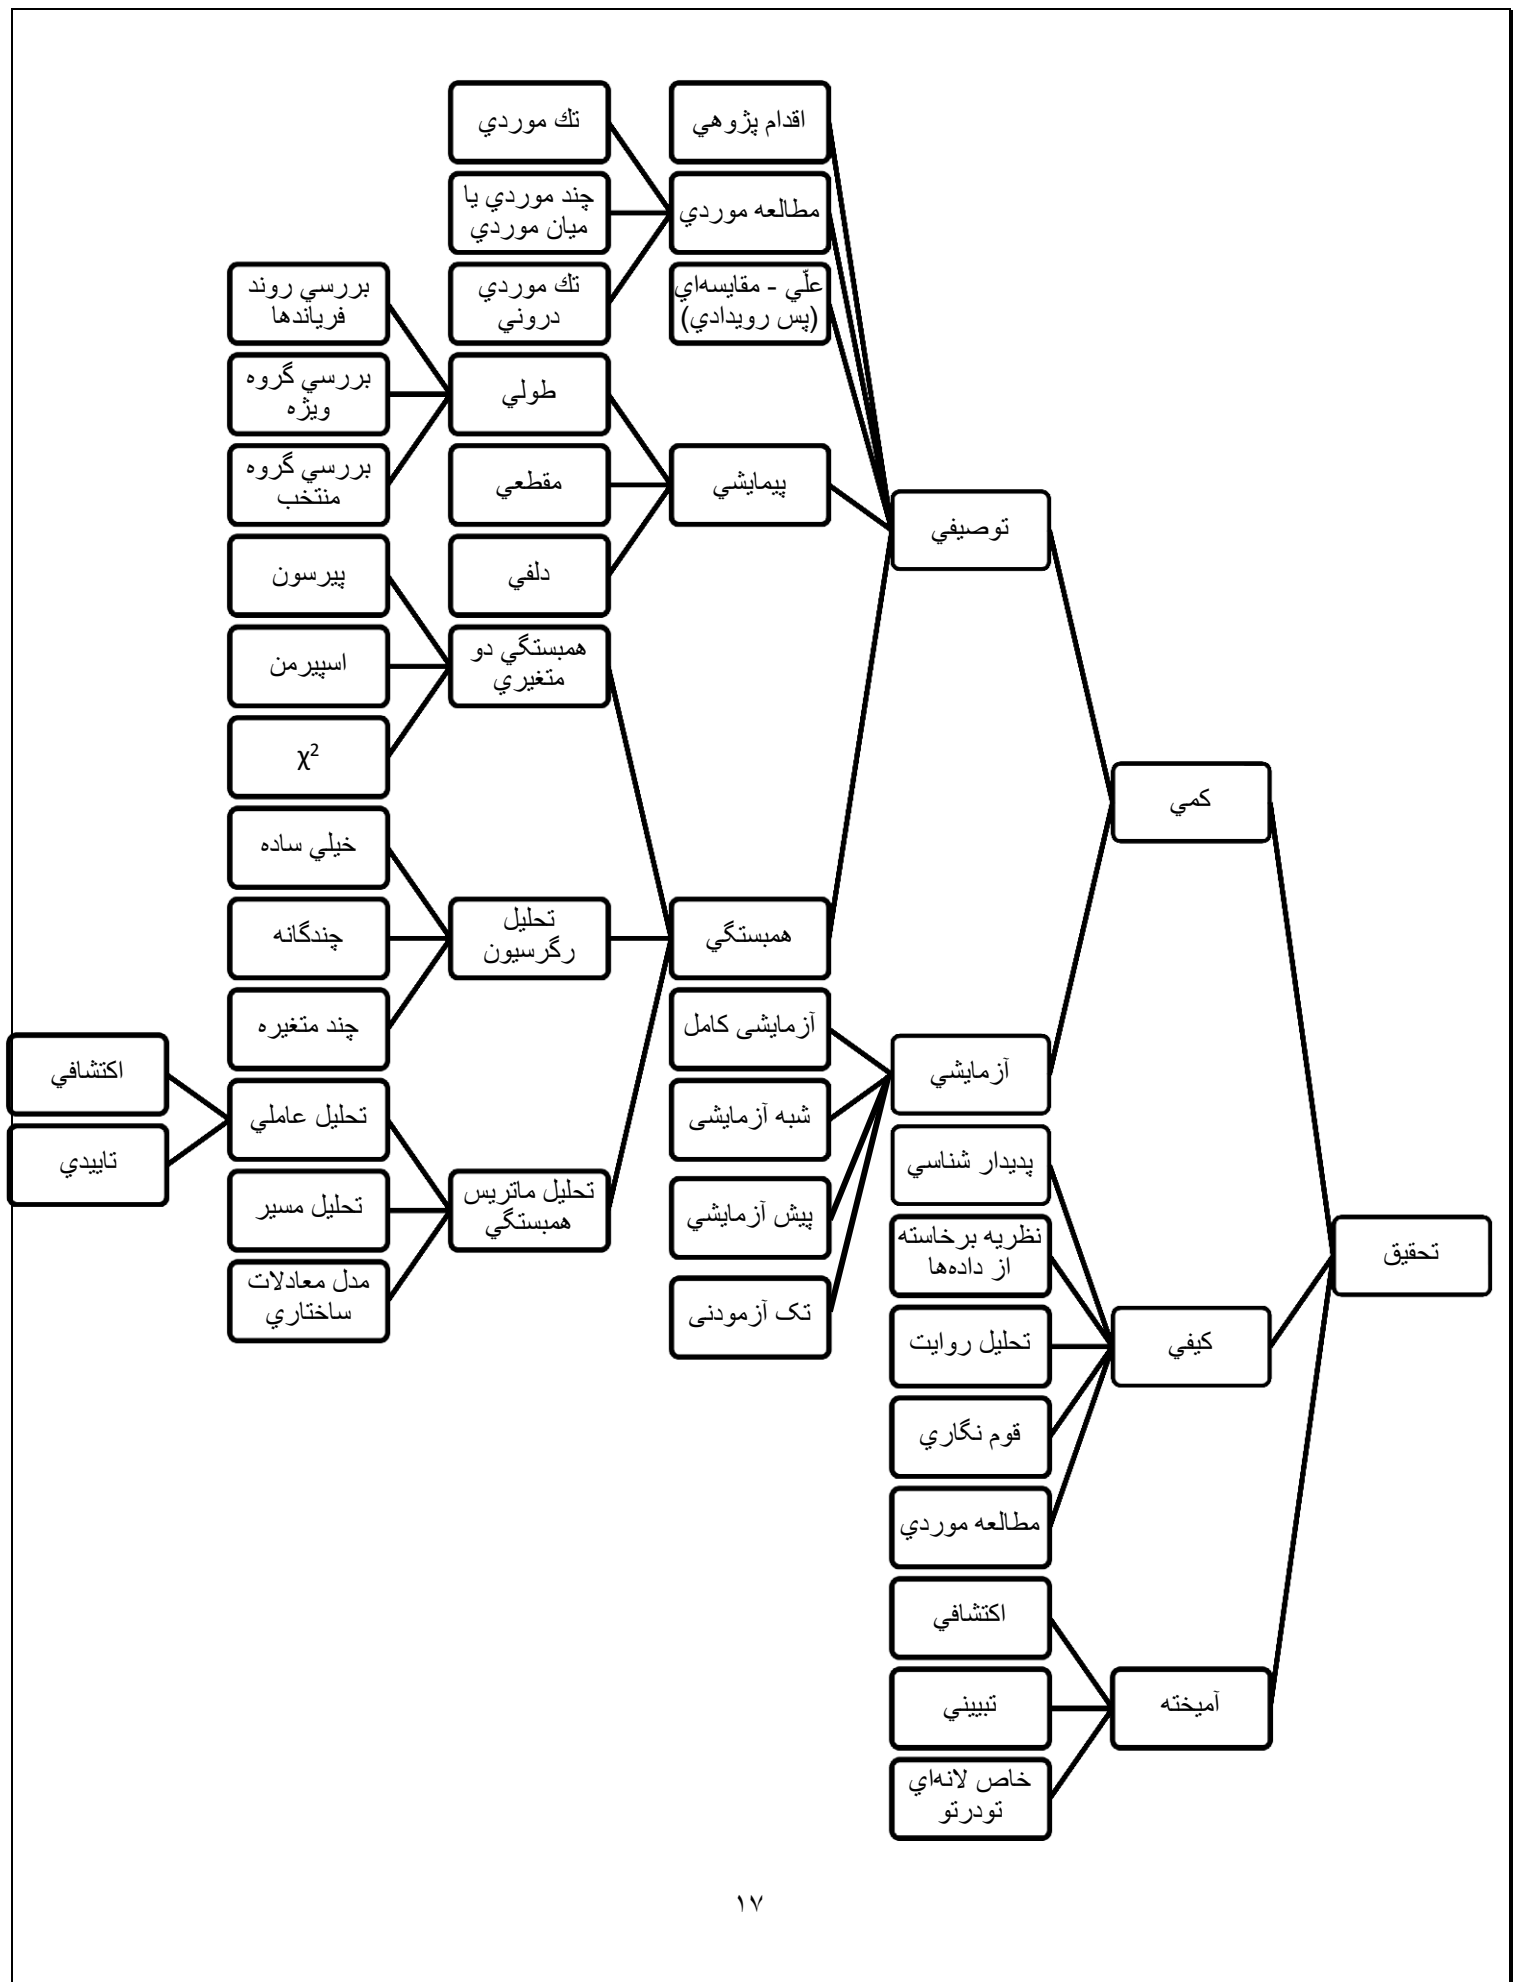 تحقيق
كمي
توصيفي
اقدام پژوهي
مطالعه موردي
تك موردي
چند موردي يا
ميان موردي
تك موردي
دروني
علّي - مقايسه‌اي
(پس رويدادي)
پيمايشي
طولي
بررسي روند
فرياندها
بررسي گروه
ويژه
بررسي گروه
منتخب
مقطعي
دلفي
همبستگي
همبستگي دو
متغيري
پيرسون
اسپيرمن
χ²
تحليل
رگرسيون
خيلي ساده
چندگانه
چند متغيره
تحليل ماتريس
همبستگي
تحليل عاملي
اكتشافي
تاييدي
تحليل مسير
مدل معادلات
ساختاري
آزمايشي
آزمایشی کامل
شبه آزمایشی
پيش آزمايشي
تک آزمودنی
كيفي
پديدار شناسي
نظريه برخاسته
از داده‌ها
تحليل روايت
قوم نگاري
مطالعه موردي
آميخته
اكتشافي
تبييني
خاص لانه‌اي
تودرتو
۱۷